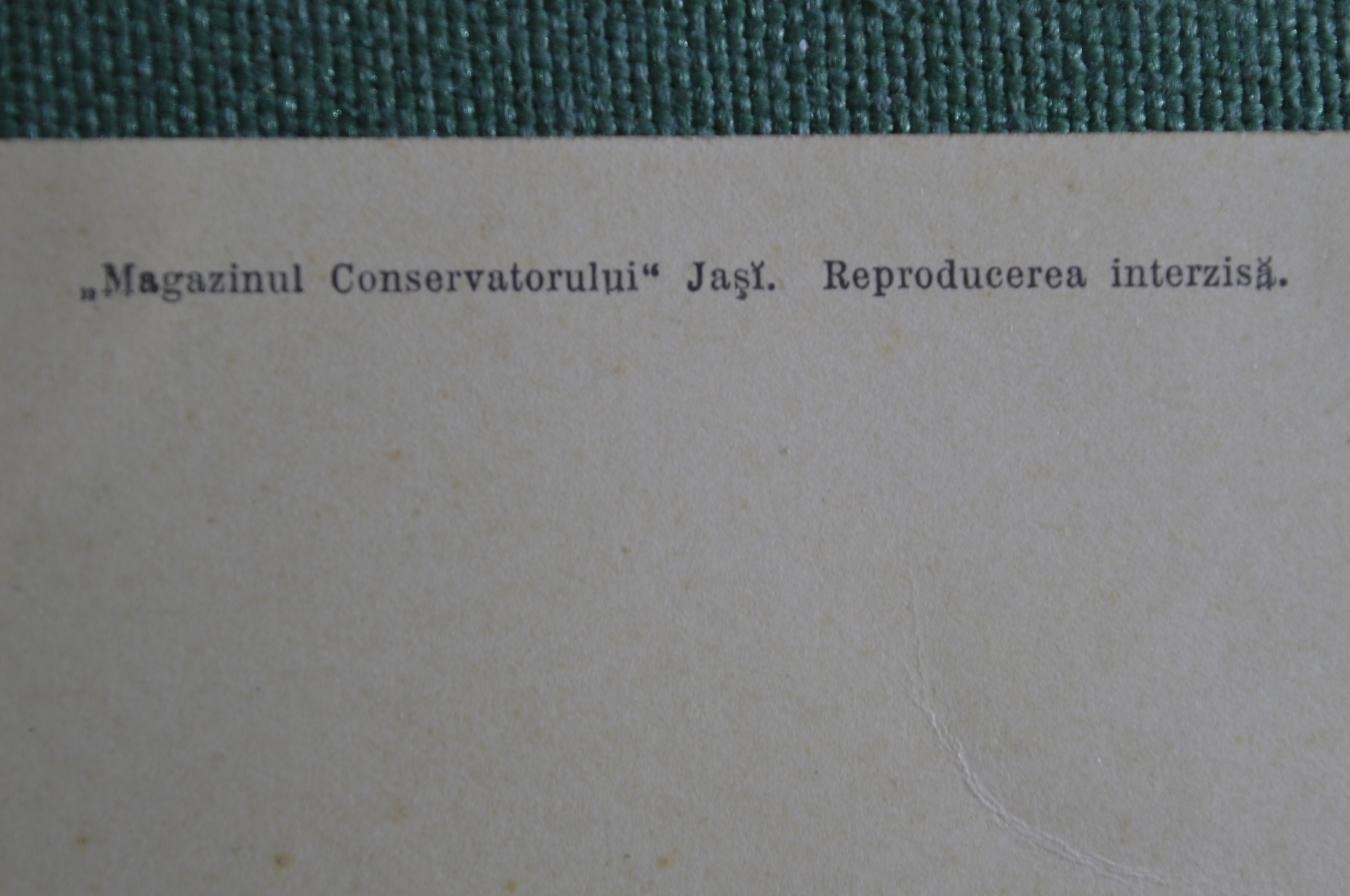 „Magazinul Conservatorului“ Jaşĭ. Reproducerea interzisă.